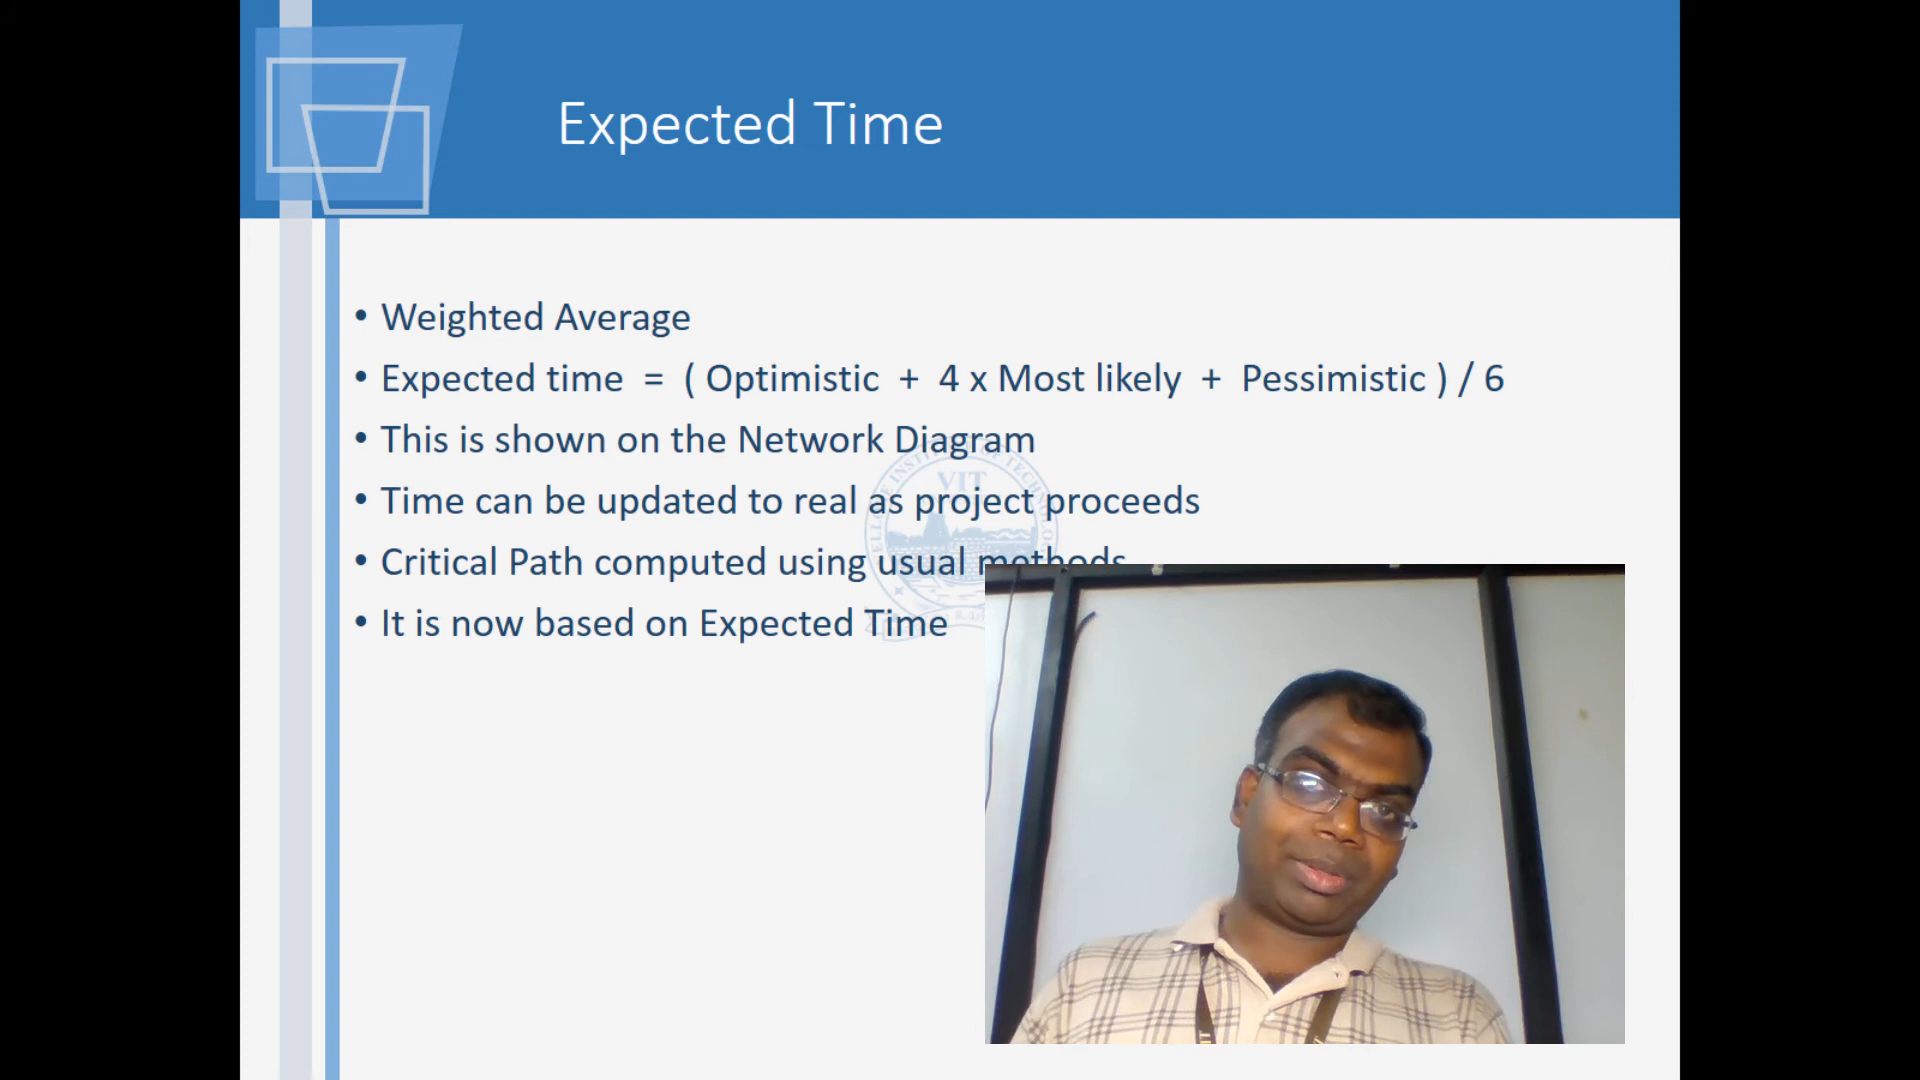 Expected Time
• Weighted Average
• Expected time = ( Optimistic + 4 x Most likely + Pessimistic ) / 6
• This is shown on the Network Diagram
• Time can be updated to real as project proceeds
• Critical Path computed using usual methods
• It is now based on Expected Time
VIT